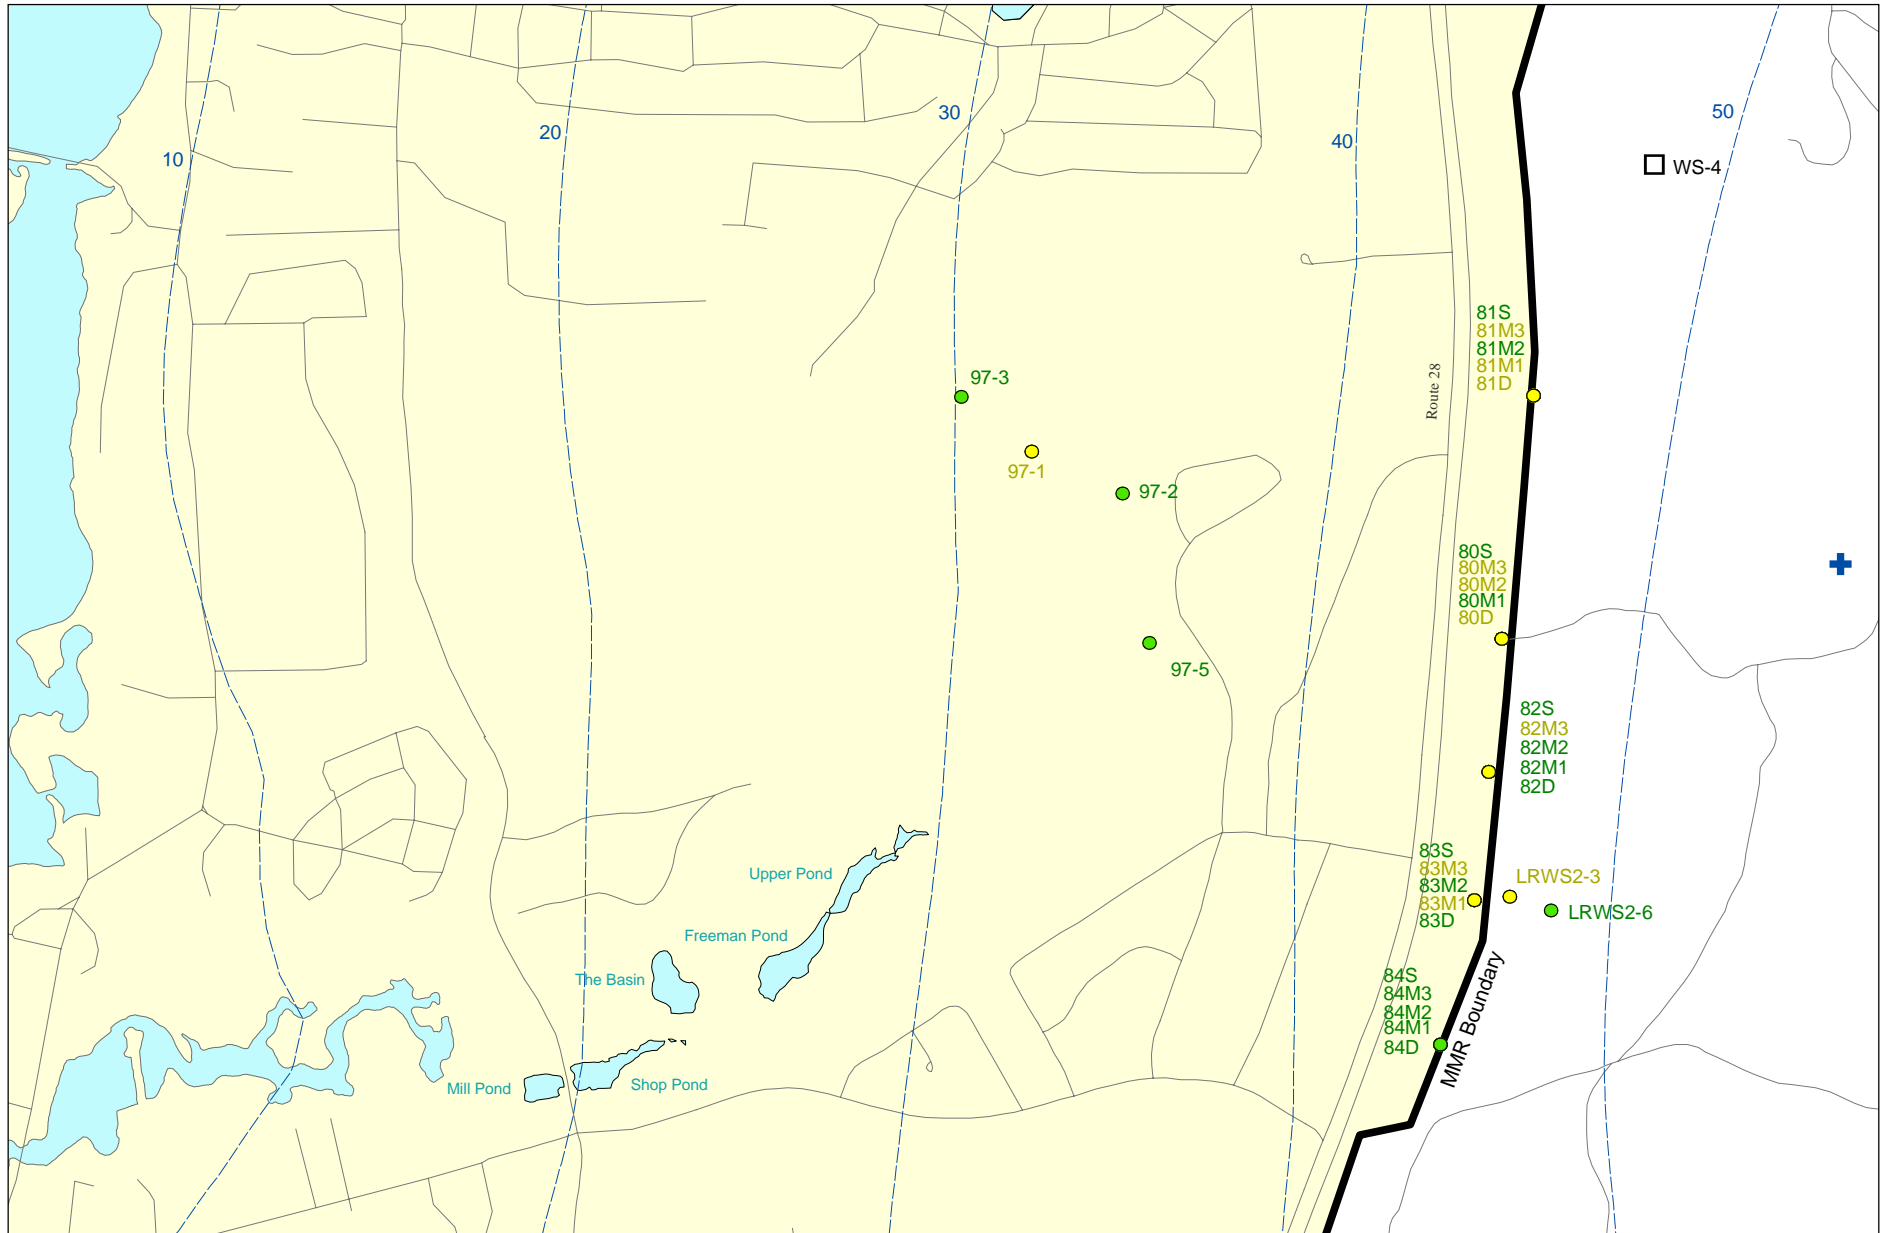 10
20
30
40
50
WS-4
81S
81M3
81M2
81M1
81D
Route 28
97-3
97-1
97-2
80S
80M3
80M2
80M1
80D
97-5
82S
82M3
82M2
82M1
82D
83S
83M3
83M2
83M1
83D
LRWS2-3
LRWS2-6
Upper Pond
Freeman Pond
The Basin
84S
84M3
84M2
84M1
84D
MMR Boundary
Mill Pond
Shop Pond